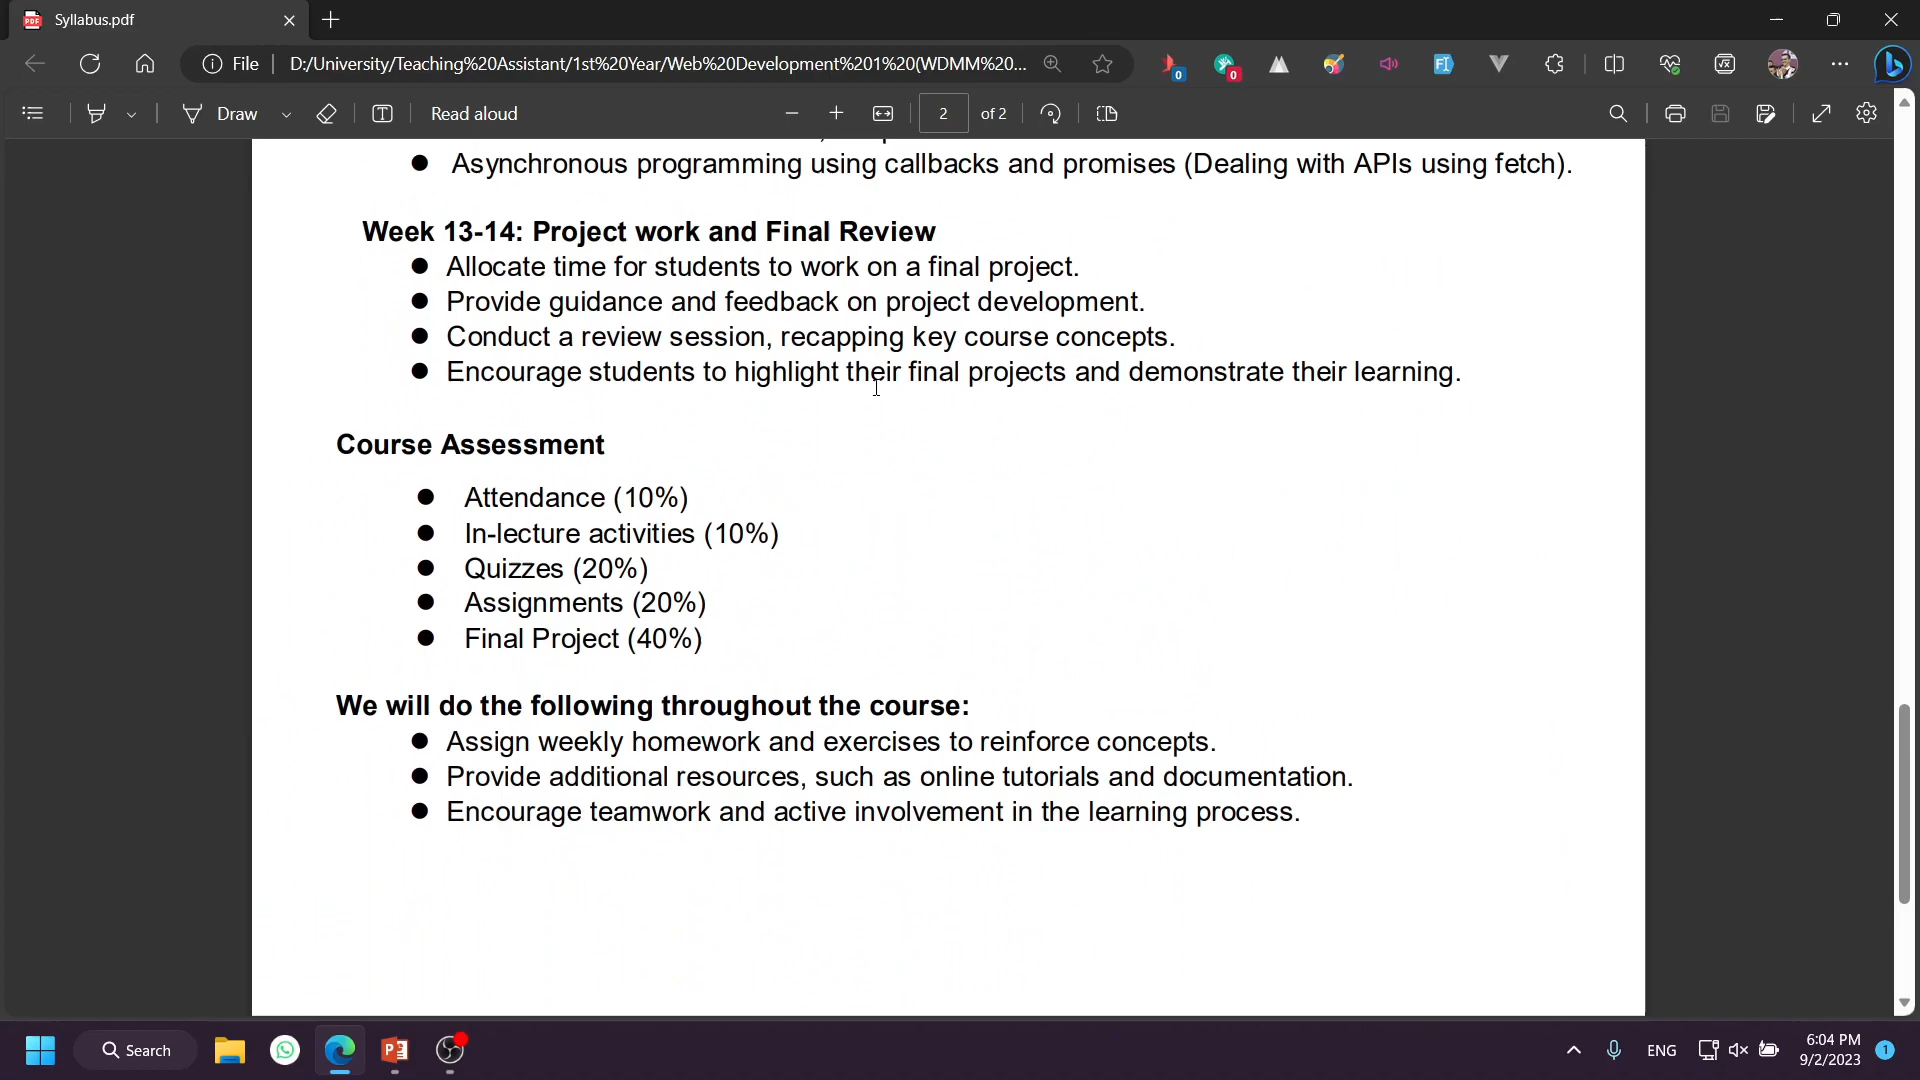 Syllabus.pdf
File
D:/University/Teaching%20Assistant/1st%20Year/Web%20Development%201%20(WDMM%20...
0
0
Draw
Read aloud
2
of 2
● Asynchronous programming using callbacks and promises (Dealing with APIs using fetch).
Week 13-14: Project work and Final Review
● Allocate time for students to work on a final project.
● Provide guidance and feedback on project development.
● Conduct a review session, recapping key course concepts.
● Encourage students to highlight their final projects and demonstrate their learning.
Course Assessment
● Attendance (10%)
● In-lecture activities (10%)
● Quizzes (20%)
● Assignments (20%)
● Final Project (40%)
We will do the following throughout the course:
● Assign weekly homework and exercises to reinforce concepts.
● Provide additional resources, such as online tutorials and documentation.
● Encourage teamwork and active involvement in the learning process.
Search
ENG
6:04 PM
9/2/2023
1